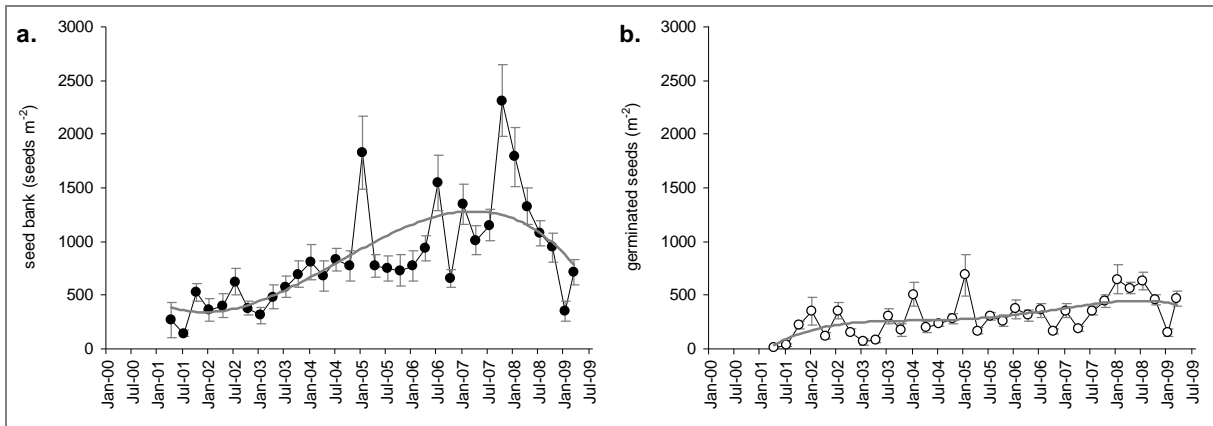 a.
seed bank (seeds m-2)
3000
2500
2000
1500
1000
500
0
Jan-00
Jul-00
Jan-01
Jul-01
Jan-02
Jul-02
Jan-03
Jul-03
Jan-04
Jul-04
Jan-05
Jul-05
Jan-06
Jul-06
Jan-07
Jul-07
Jan-08
Jul-08
Jan-09
Jul-09
b.
germinated seeds (m-2)
3000
2500
2000
1500
1000
500
0
Jan-00
Jul-00
Jan-01
Jul-01
Jan-02
Jul-02
Jan-03
Jul-03
Jan-04
Jul-04
Jan-05
Jul-05
Jan-06
Jul-06
Jan-07
Jul-07
Jan-08
Jul-08
Jan-09
Jul-09